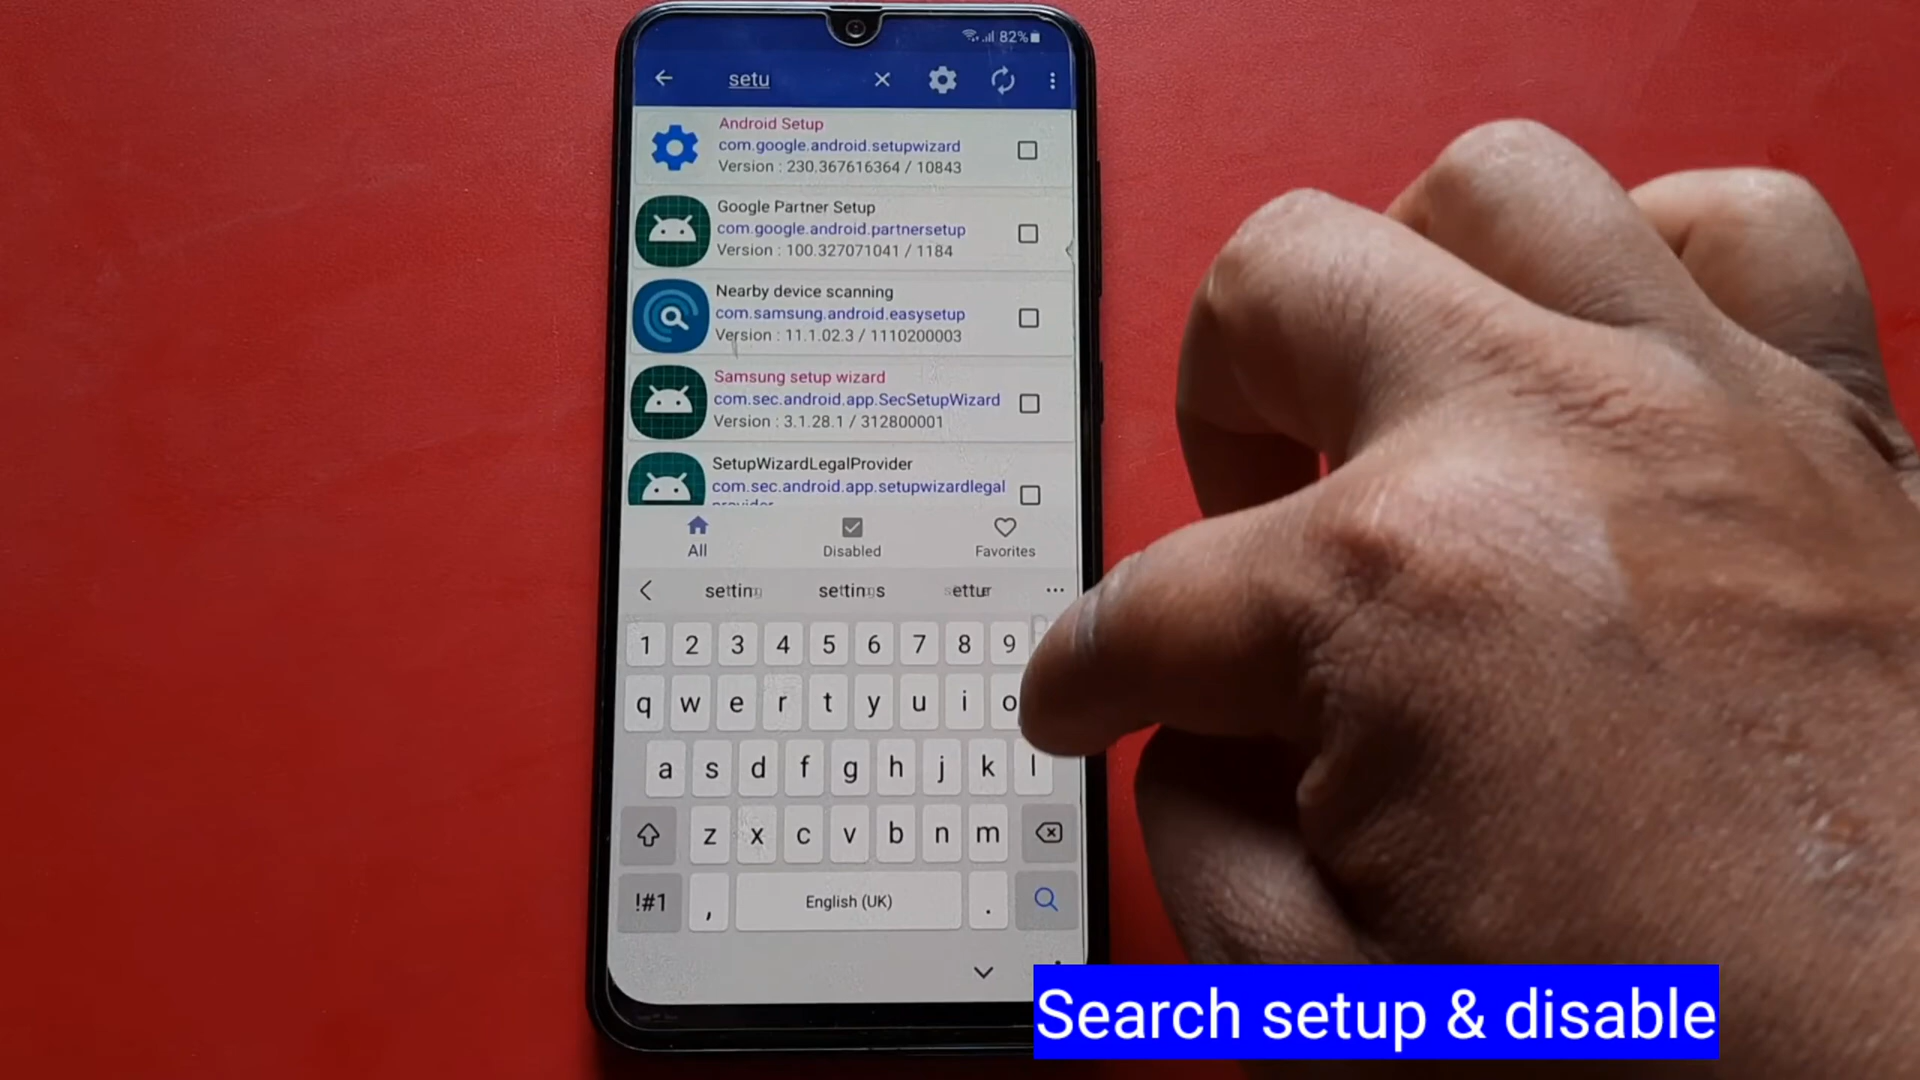 82%
setu
Android Setup
com.google.android.setupwizard
Version : 230.367616364 / 10843
Google Partner Setup
com.google.android.partnersetup
Version : 100.327071041 / 1184
Nearby device scanning
com.samsung.android.easysetup
Version : 11.1.02.3 / 1110200003
Samsung setup wizard
com.sec.android.app.SecSetupWizard
Version : 3.1.28.1 / 312800001
SetupWizardLegalProvider
com.sec.android.app.setupwizardlegal
provider
All Disabled Favorites
setting settings
1 2 3 4 5 6 7 8 9
q w e r t y u i o
a s d f g h j k l
z x c v b n m
!#1 , English (UK) .
Search setup & disable